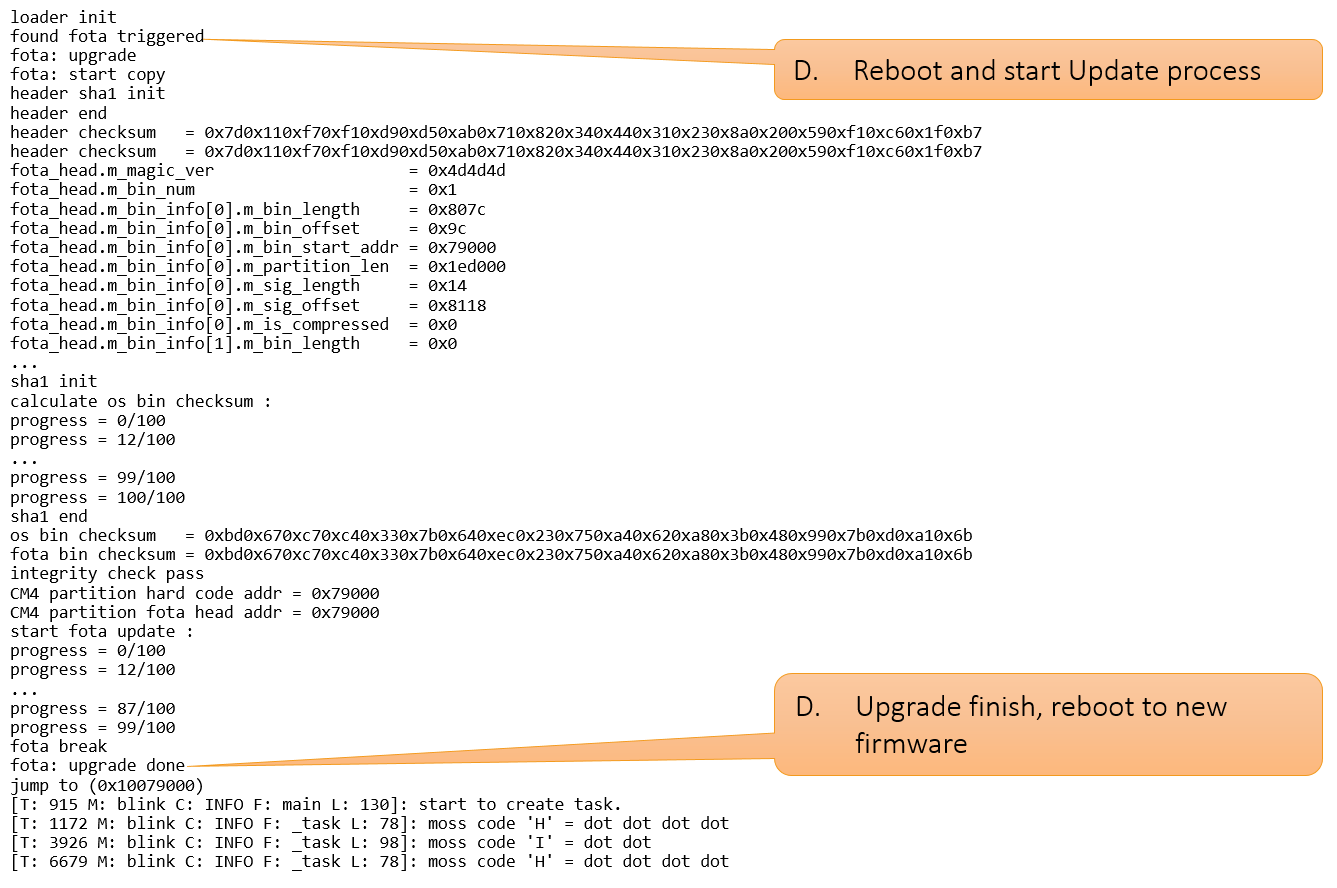 loader init
found fota triggered
D. Reboot and start Update process
fota: upgrade
fota: start copy
header sha1 init
header end
header checksum   = 0x7d0x110xf70xf10xd90xd50xab0x710x820x340x440x310x230x8a0x200x590xf10xc60x1f0xb7
header checksum   = 0x7d0x110xf70xf10xd90xd50xab0x710x820x340x440x310x230x8a0x200x590xf10xc60x1f0xb7
fota_head.m_magic_ver                    = 0x4d4d4d
fota_head.m_bin_num                      = 0x1
fota_head.m_bin_info[0].m_bin_length     = 0x807c
fota_head.m_bin_info[0].m_bin_offset     = 0x9c
fota_head.m_bin_info[0].m_bin_start_addr = 0x79000
fota_head.m_bin_info[0].m_partition_len  = 0x1ed000
fota_head.m_bin_info[0].m_sig_length     = 0x14
fota_head.m_bin_info[0].m_sig_offset     = 0x8118
fota_head.m_bin_info[0].m_is_compressed  = 0x0
fota_head.m_bin_info[1].m_bin_length     = 0x0
...
sha1 init
calculate os bin checksum :
progress = 0/100
progress = 12/100
...
progress = 99/100
progress = 100/100
sha1 end
os bin checksum   = 0xbd0x670xc70xc40x330x7b0x640xec0x230x750xa40x620xa80x3b0x480x990x7b0xd0xa10x6b
fota bin checksum = 0xbd0x670xc70xc40x330x7b0x640xec0x230x750xa40x620xa80x3b0x480x990x7b0xd0xa10x6b
integrity check pass
CM4 partition hard code addr = 0x79000
CM4 partition fota head addr = 0x79000
start fota update :
progress = 0/100
progress = 12/100
...
progress = 87/100
progress = 99/100
fota break
fota: upgrade done
D. Upgrade finish, reboot to new
firmware
jump to (0x10079000)
[T: 915 M: blink C: INFO F: main L: 130]: start to create task.
[T: 1172 M: blink C: INFO F: _task L: 78]: moss code 'H' = dot dot dot dot
[T: 3926 M: blink C: INFO F: _task L: 98]: moss code 'I' = dot dot
[T: 6679 M: blink C: INFO F: _task L: 78]: moss code 'H' = dot dot dot dot